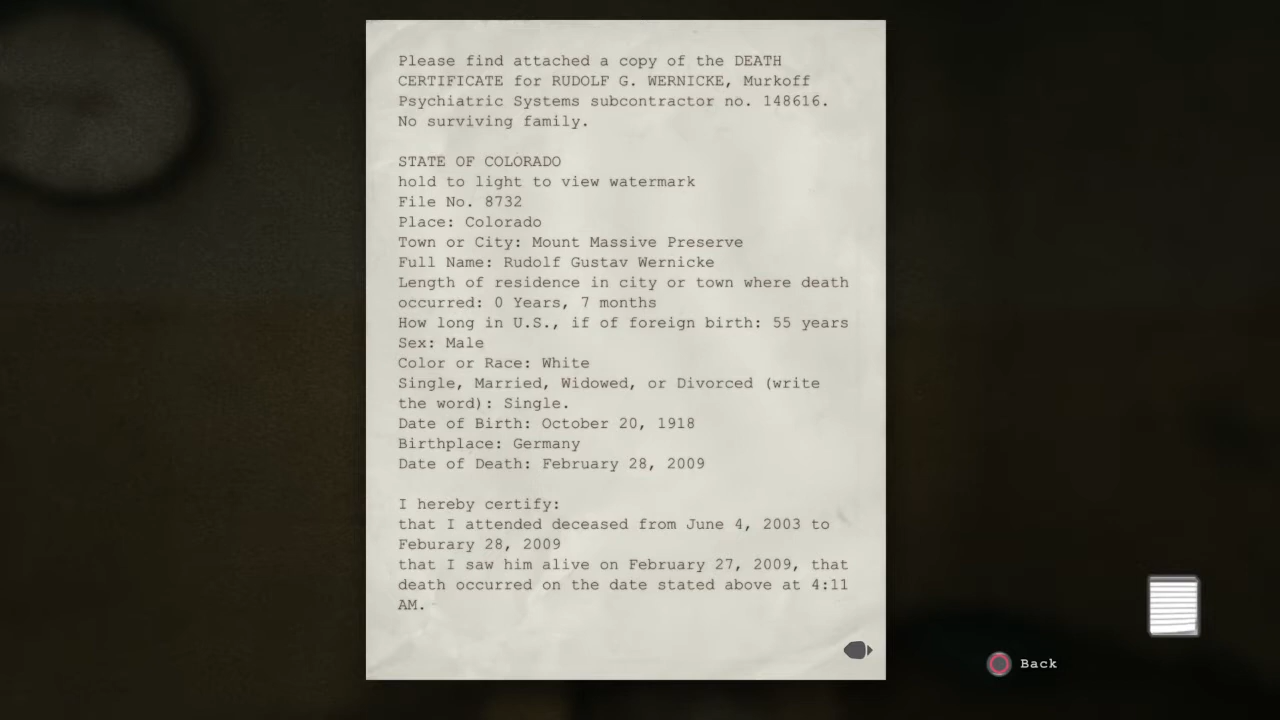 Please find attached a copy of the DEATH
CERTIFICATE for RUDOLF G. WERNICKE, Murkoff
Psychiatric Systems subcontractor no. 148616.
No surviving family.
STATE OF COLORADO
hold to light to view watermark
File No. 8732
Place: Colorado
Town or City: Mount Massive Preserve
Full Name: Rudolf Gustav Wernicke
Length of residence in city or town where death
occurred: 0 Years, 7 months
How long in U.S., if of foreign birth: 55 years
Sex: Male
Color or Race: White
Single, Married, Widowed, or Divorced (write
the word): Single.
Date of Birth: October 20, 1918
Birthplace: Germany
Date of Death: February 28, 2009
I hereby certify:
that I attended deceased from June 4, 2003 to
Feburary 28, 2009
that I saw him alive on February 27, 2009, that
death occurred on the date stated above at 4:11
AM.
Back